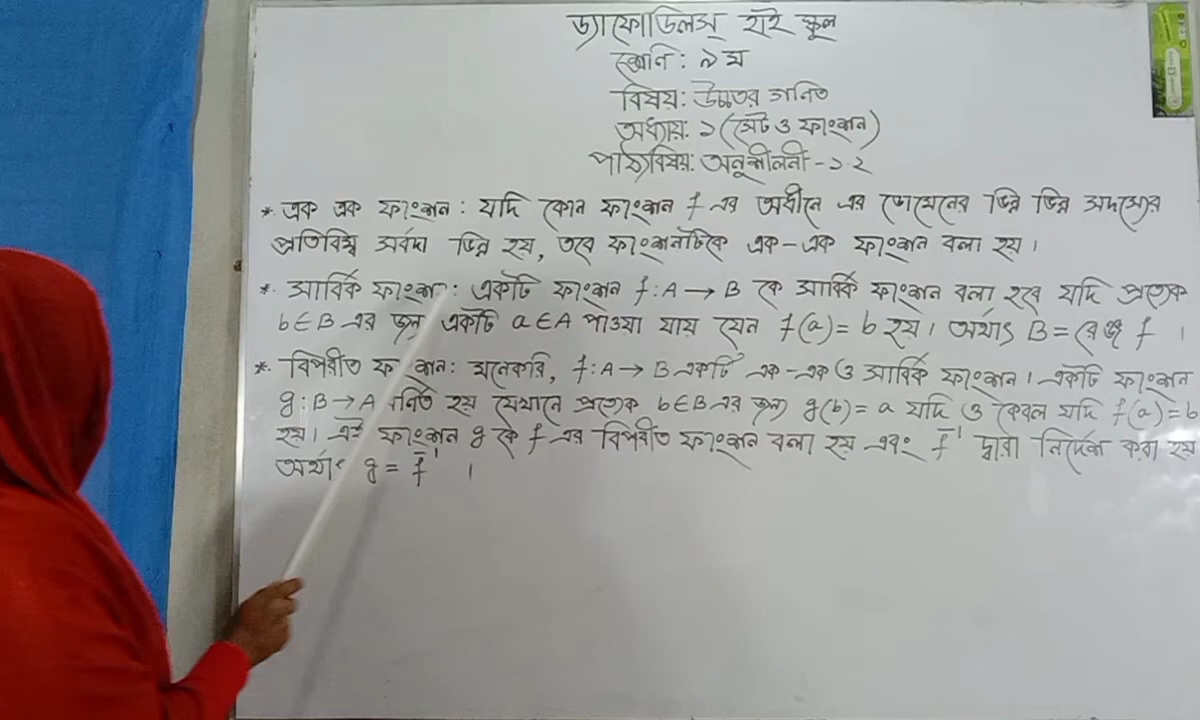 ড্যাফোডিলস্ হাই স্কুল
শ্রেণি: ৯ম
বিষয়: উচ্চতর গনিত
অধ্যায়: ১ (সেট ও ফাংশন)
পাঠ্যবিষয়: অনুশীলনী - ১.২
* এক এক ফাংশন: যদি কোন ফাংশন f এর অধীনে এর ডোমেনের ভিন্ন ভিন্ন সদস্যের
প্রতিবিম্ব সর্বদা ভিন্ন হয়, তবে ফাংশনটিকে এক-এক ফাংশন বলা হয়।
* সার্বিক ফাংশন: একটি ফাংশন f: A → B কে সার্বিক ফাংশন বলা হবে যদি প্রত্যেক
b∈B এর জন্য একটি a∈A পাওয়া যায় যেন f(a) = b হয়। অর্থাৎ B = রেঞ্জ f ।
* বিপরীত ফাংশন: মনেকরি, f: A → B একটি এক-এক ও সার্বিক ফাংশন। একটি ফাংশন
g: B → A বর্নিত হয় যেখানে প্রত্যেক b∈B এর জন্য g(b) = a যদি ও কেবল যদি f(a) = b
হয়। এই ফাংশন g কে f এর বিপরীত ফাংশন বলা হয় এবং f⁻¹ দ্বারা নির্দেশ করা হয়
অর্থাৎ g = f⁻¹ ।